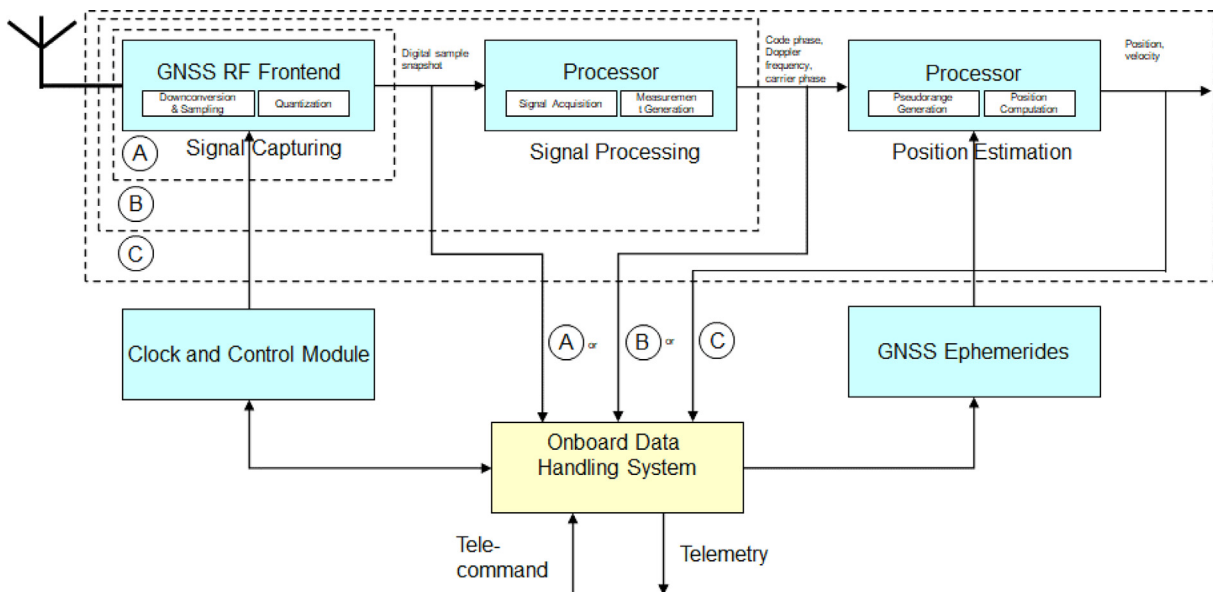 GNSS RF Frontend
Downconversion
& Sampling
Quantization
Signal Capturing
Digital sample
snapshot
Processor
Signal Acquisition
Measuremen
t Generation
Signal Processing
Code phase,
Doppler
frequency,
carrier phase
Processor
Pseudorange
Generation
Position
Computation
Position Estimation
Position,
velocity
A
B
C
Clock and Control Module
A or
B or
C
GNSS Ephemerides
Onboard Data
Handling System
Tele-
command
Telemetry